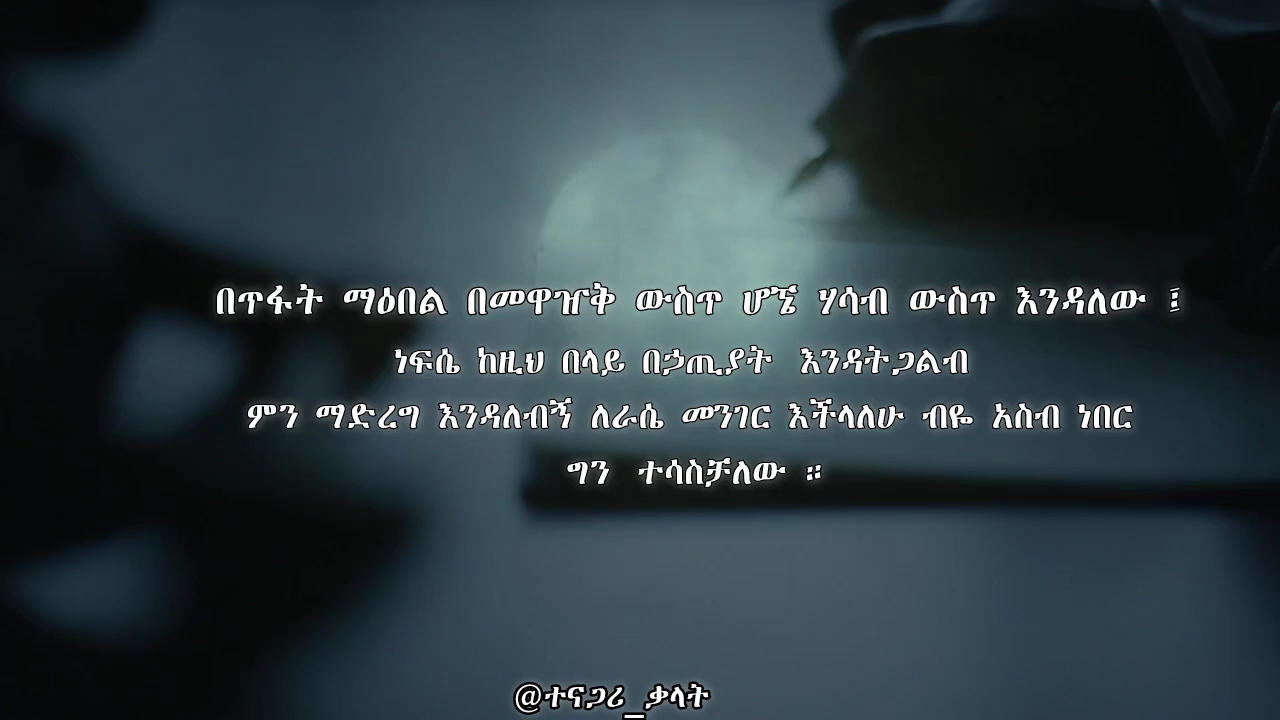 በጥፋት ማዕበል በመዋዠቅ ውስጥ ሆኜ ሃሳብ ውስጥ እንዳለው ፤
ነፍሴ ከዚህ በላይ በኃጢያት እንዳትጋልብ
ምን ማድረግ እንዳለብኝ ለራሴ መንገር እችላለሁ ብዬ አስብ ነበር
ግን ተሳስቻለው ።
@ተናጋሪ_ቃላት